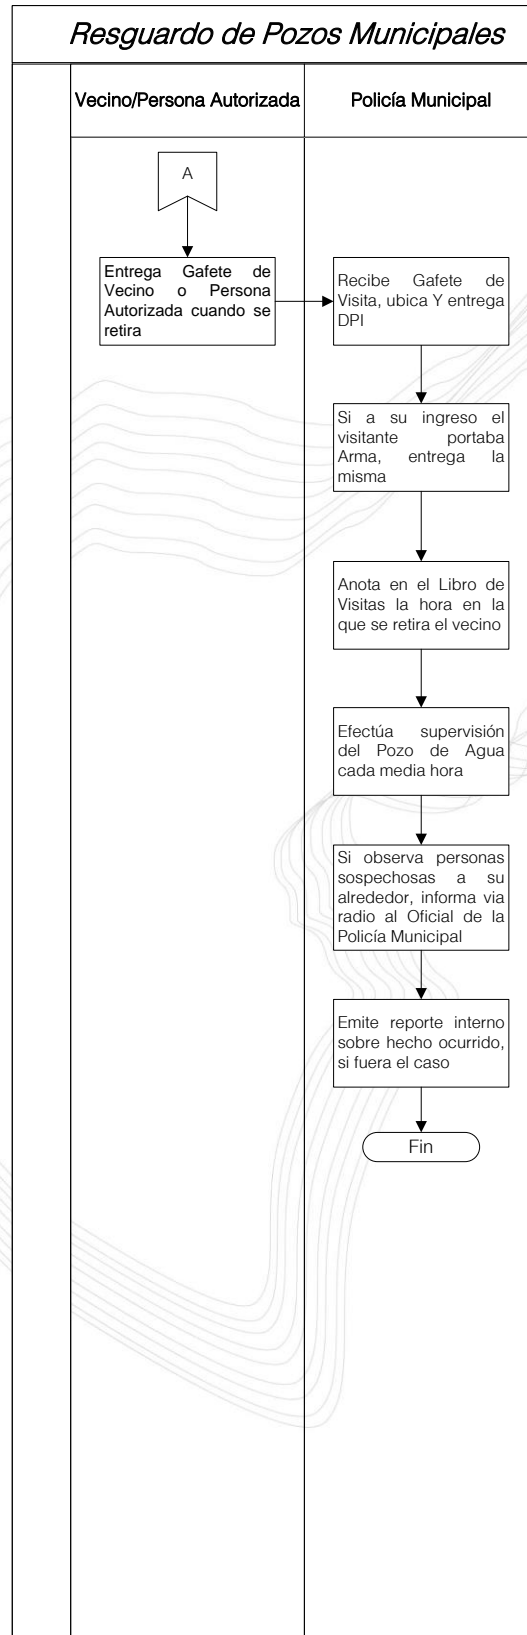 Resguardo de Pozos Municipales
Vecino/Persona Autorizada
Policía Municipal
A
Entrega Gafete de
Vecino o Persona
Autorizada cuando se
retira
Recibe Gafete de
Visita, ubica Y entrega
DPI
Si a su ingreso el
visitante portaba
Arma, entrega la
misma
Anota en el Libro de
Visitas la hora en la
que se retira el vecino
Efectúa supervisión
del Pozo de Agua
cada media hora
Si observa personas
sospechosas a su
alrededor, informa via
radio al Oficial de la
Policía Municipal
Emite reporte interno
sobre hecho ocurrido,
si fuera el caso
Fin